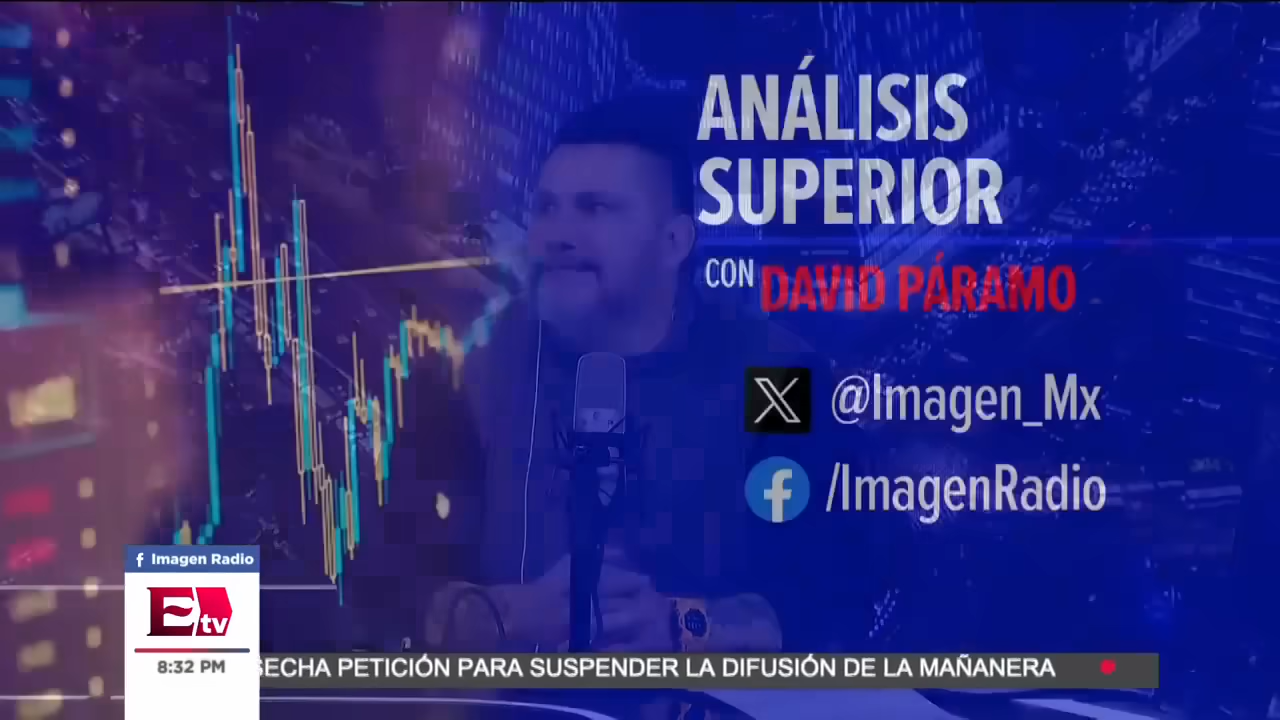 ANÁLISIS
SUPERIOR
CON DAVID PÁRAMO
X @Imagen_Mx
f /ImagenRadio
f Imagen Radio
E tv
8:32 PM
SECHA PETICIÓN PARA SUSPENDER LA DIFUSIÓN DE LA MAÑANERA